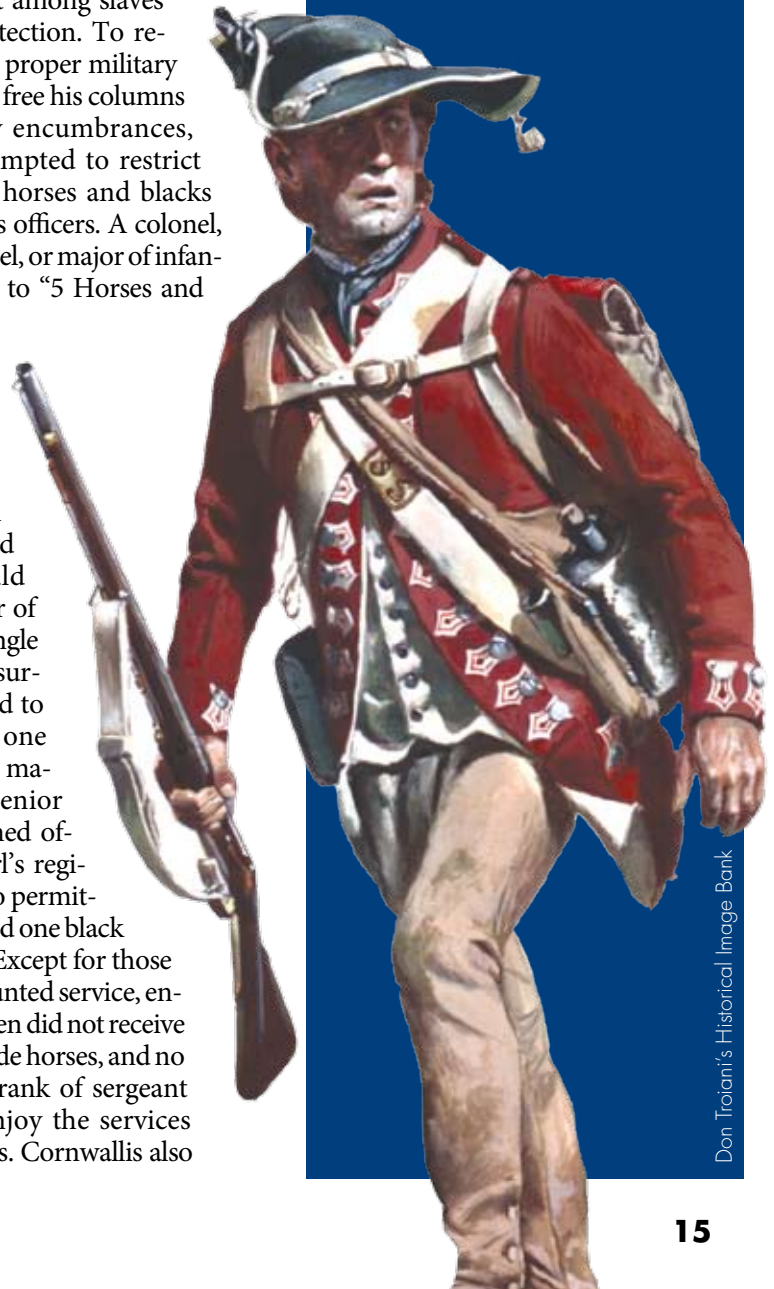 among slaves
tection. To re-
proper military
free his columns
encumbrances,
mpted to restrict
horses and blacks
s officers. A colonel,
el, or major of infan-
to “5 Horses and
d
ld
r of
ngle
sur-
d to
one
ma-
enior
ned of-
l’s regi-
permit-
d one black
Except for those
unted service, en-
en did not receive
de horses, and no
rank of sergeant
njoy the services
s. Cornwallis also
Don Troiani’s Historical Image Bank
15